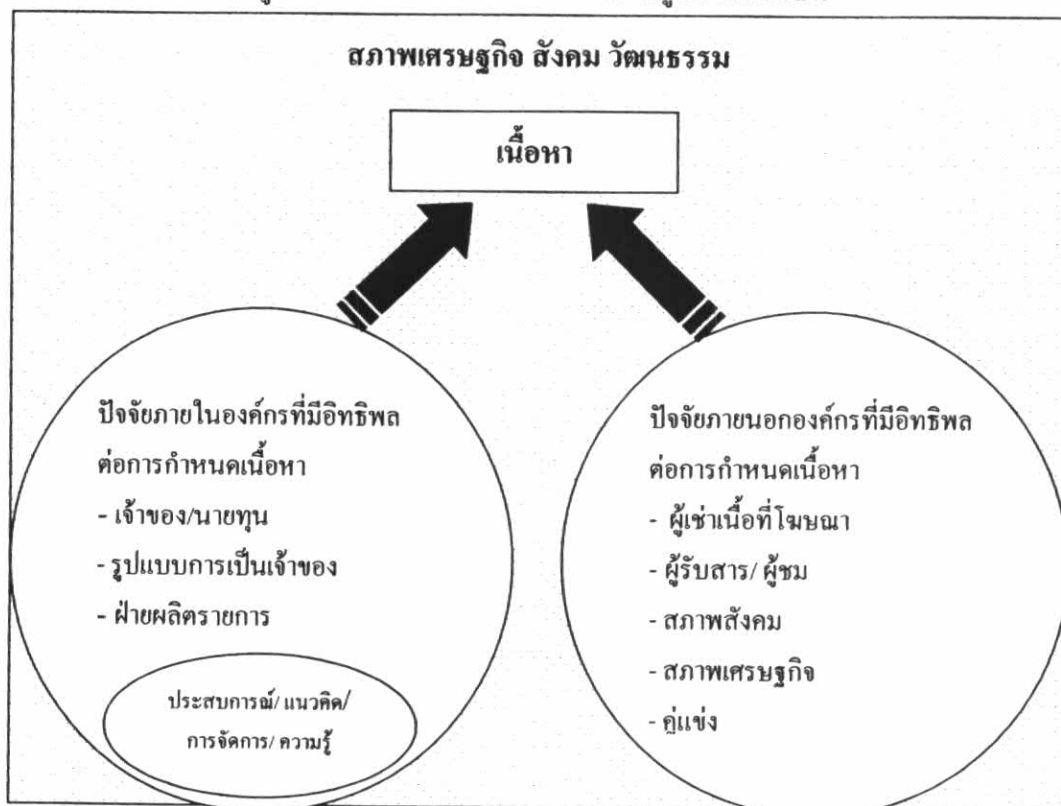 สภาพเศรษฐกิจ สังคม วัฒนธรรม
เนื้อหา
ปัจจัยภายในองค์กรที่มีอิทธิพล
ต่อการกำหนดเนื้อหา
- เจ้าของ/นายทุน
- รูปแบบการเป็นเจ้าของ
- ฝ่ายผลิตรายการ
ประสบการณ์/ แนวคิด/
การจัดการ/ ความรู้
ปัจจัยภายนอกองค์กรที่มีอิทธิพล
ต่อการกำหนดเนื้อหา
- ผู้เช่าเนื้อที่โฆษณา
- ผู้รับสาร/ ผู้ชม
- สภาพสังคม
- สภาพเศรษฐกิจ
- คู่แข่ง